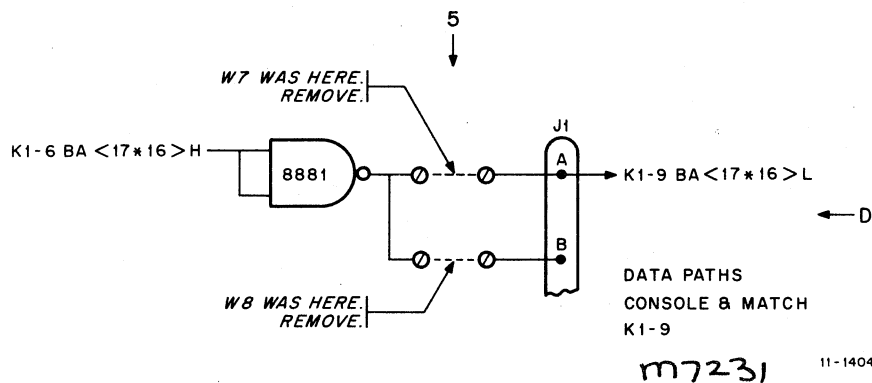 5
W7 WAS HERE.
REMOVE.
J1
K1-6 BA <17*16>H
8881
A
K1-9 BA<17*16>L
D
B
W8 WAS HERE.
REMOVE.
DATA PATHS
CONSOLE & MATCH
K1-9
M7231
11-1404